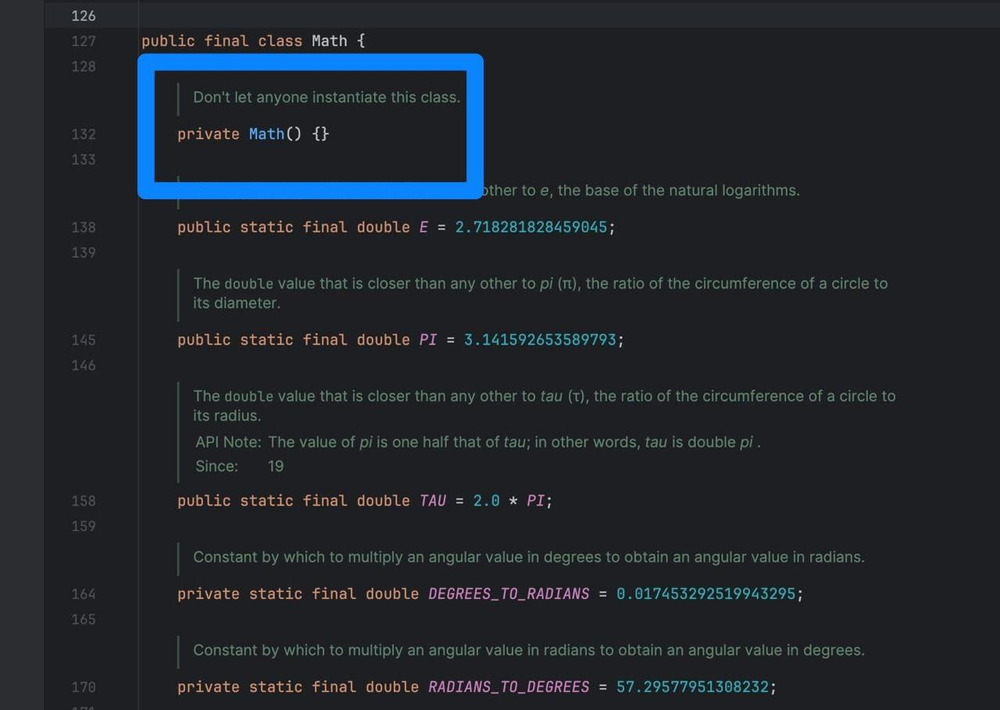 126
127 public final class Math {
128
Don't let anyone instantiate this class.
132 private Math() {}
133
other to e, the base of the natural logarithms.
138 public static final double E = 2.718281828459045;
139
The double value that is closer than any other to pi (π), the ratio of the circumference of a circle to
its diameter.
145 public static final double PI = 3.141592653589793;
146
The double value that is closer than any other to tau (τ), the ratio of the circumference of a circle to
its radius.
API Note: The value of pi is one half that of tau; in other words, tau is double pi .
Since: 19
158 public static final double TAU = 2.0 * PI;
159
Constant by which to multiply an angular value in degrees to obtain an angular value in radians.
164 private static final double DEGREES_TO_RADIANS = 0.017453292519943295;
165
Constant by which to multiply an angular value in radians to obtain an angular value in degrees.
170 private static final double RADIANS_TO_DEGREES = 57.29577951308232;